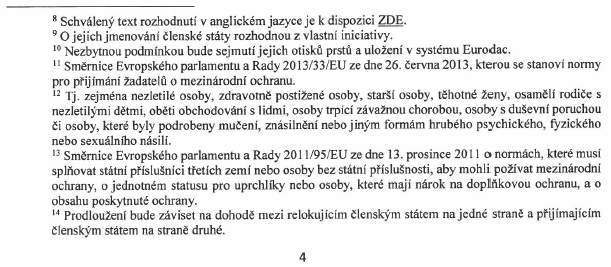 ⁸ Schválený text rozhodnutí v anglickém jazyce je k dispozici ZDE.
⁹ O jejich jmenování členské státy rozhodnou z vlastní iniciativy.
¹⁰ Nezbytnou podmínkou bude sejmutí jejich otisků prstů a uložení v systému Eurodac.
¹¹ Směrnice Evropského parlamentu a Rady 2013/33/EU ze dne 26. června 2013, kterou se stanoví normy
pro přijímání žadatelů o mezinárodní ochranu.
¹² Tj. zejména nezletilé osoby, zdravotně postižené osoby, starší osoby, těhotné ženy, osamělí rodiče s
nezletilými dětmi, oběti obchodování s lidmi, osoby trpící závažnou chorobou, osoby s duševní poruchou
či osoby, které byly podrobeny mučení, znásilnění nebo jiným formám hrubého psychického, fyzického
nebo sexuálního násilí.
¹³ Směrnice Evropského parlamentu a Rady 2011/95/EU ze dne 13. prosince 2011 o normách, které musí
splňovat státní příslušníci třetích zemí nebo osoby bez státní příslušnosti, aby mohli požívat mezinárodní
ochrany, o jednotném statusu pro uprchlíky nebo osoby, které mají nárok na doplňkovou ochranu, a o
obsahu poskytnuté ochrany.
¹⁴ Prodloužení bude záviset na dohodě mezi relokujícím členským státem na jedné straně a přijímajícím
členským státem na straně druhé.
4